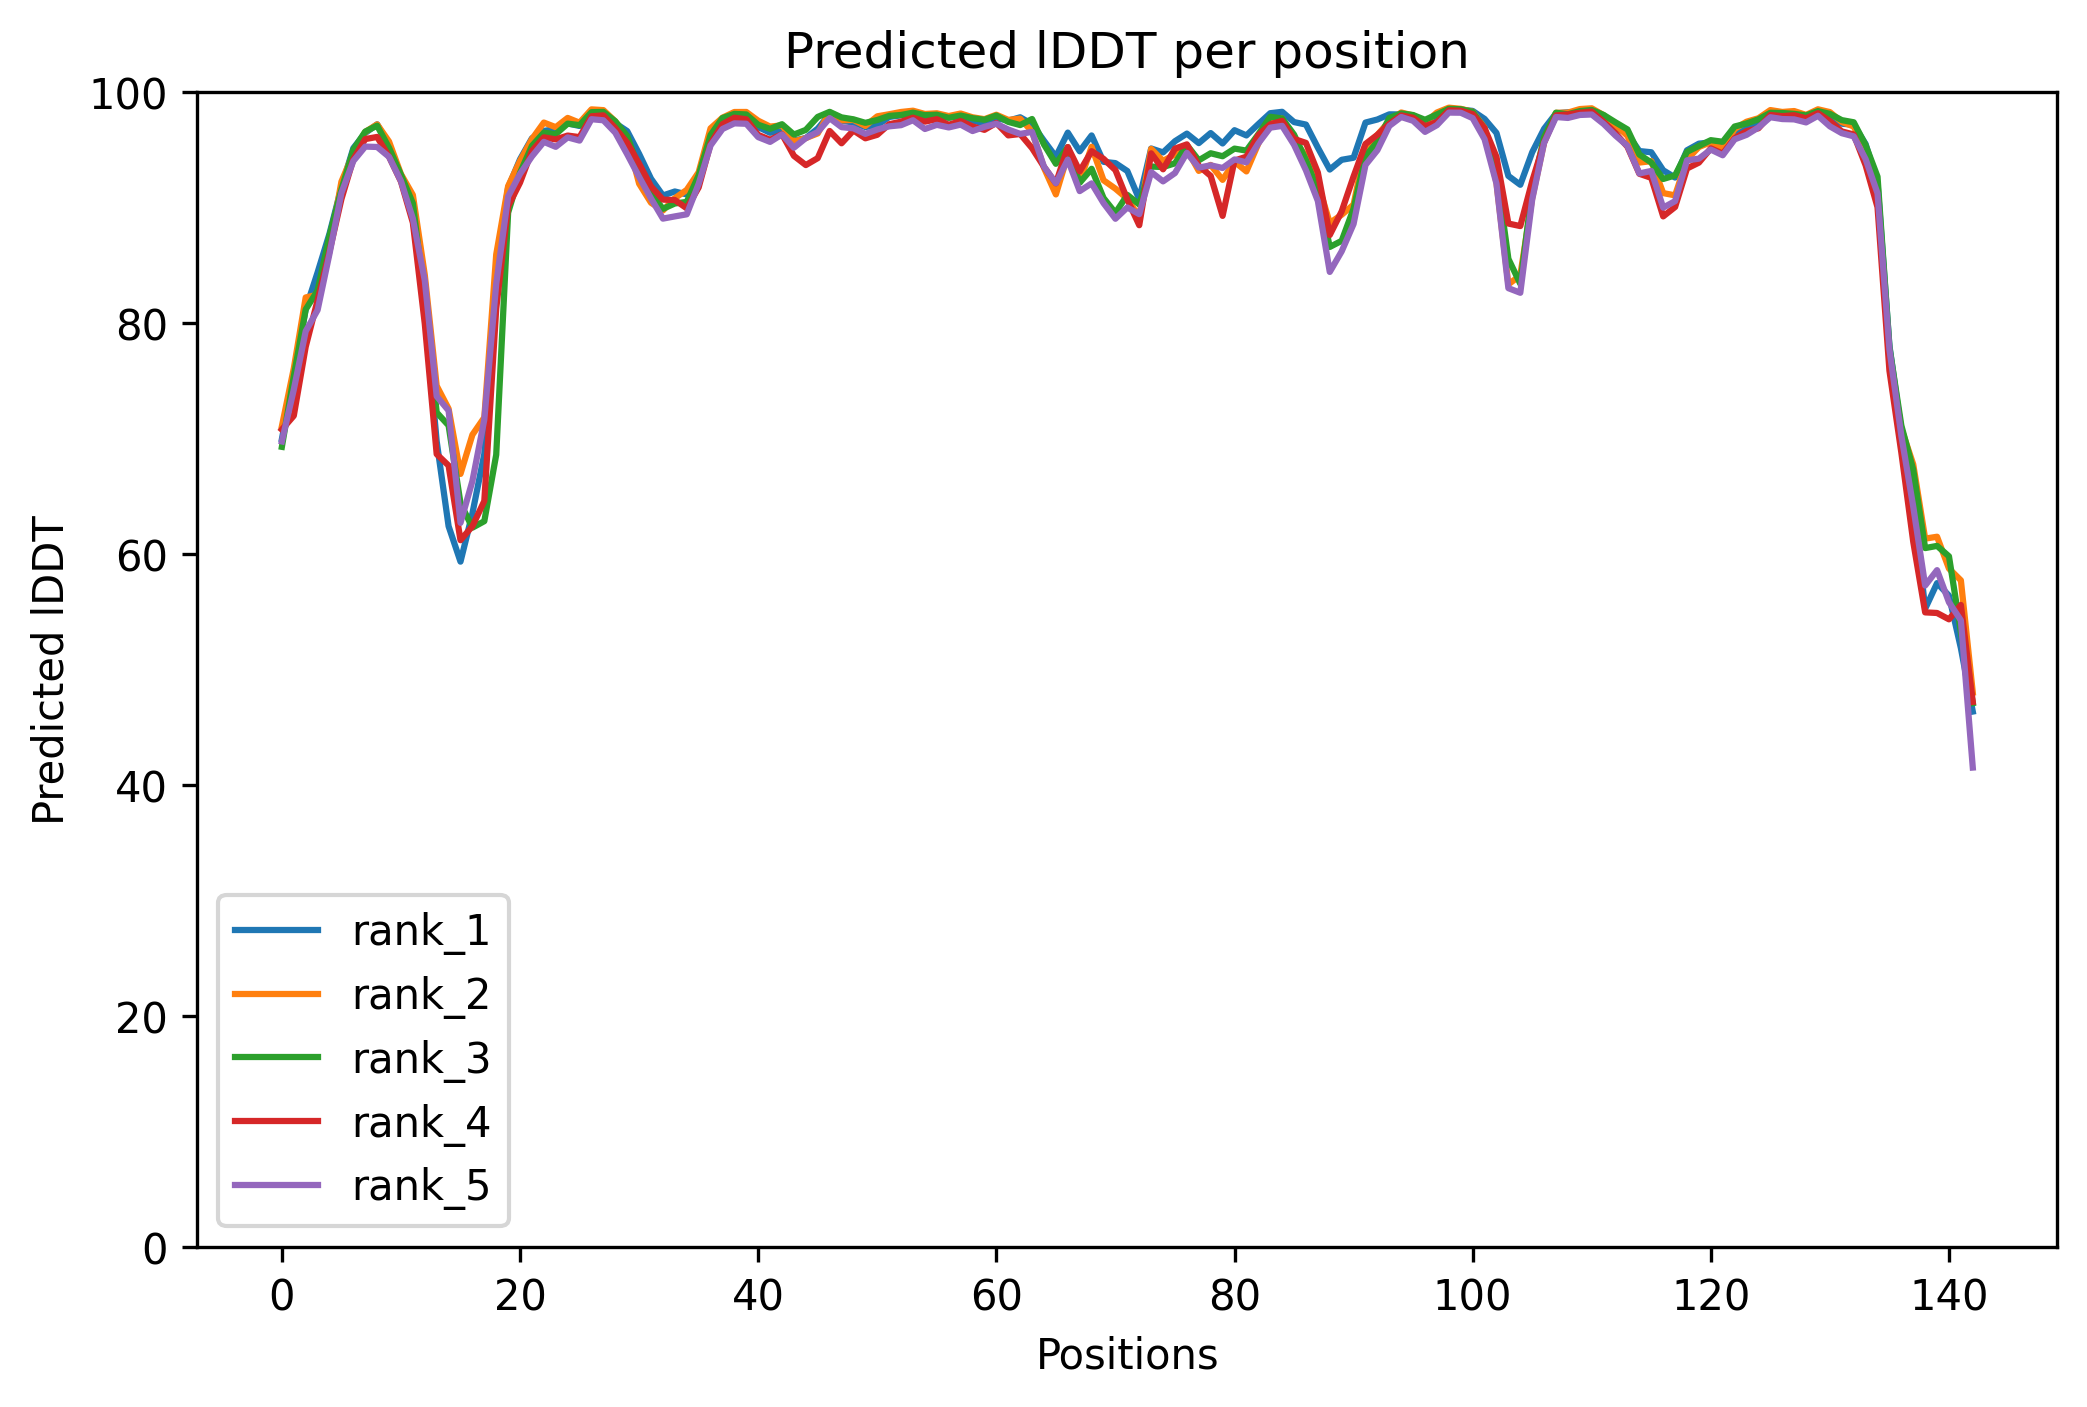 Predicted lDDT per position
100
80
60
40
20
0
Predicted lDDT
rank_1
rank_2
rank_3
rank_4
rank_5
0 20 40 60 80 100 120 140
Positions